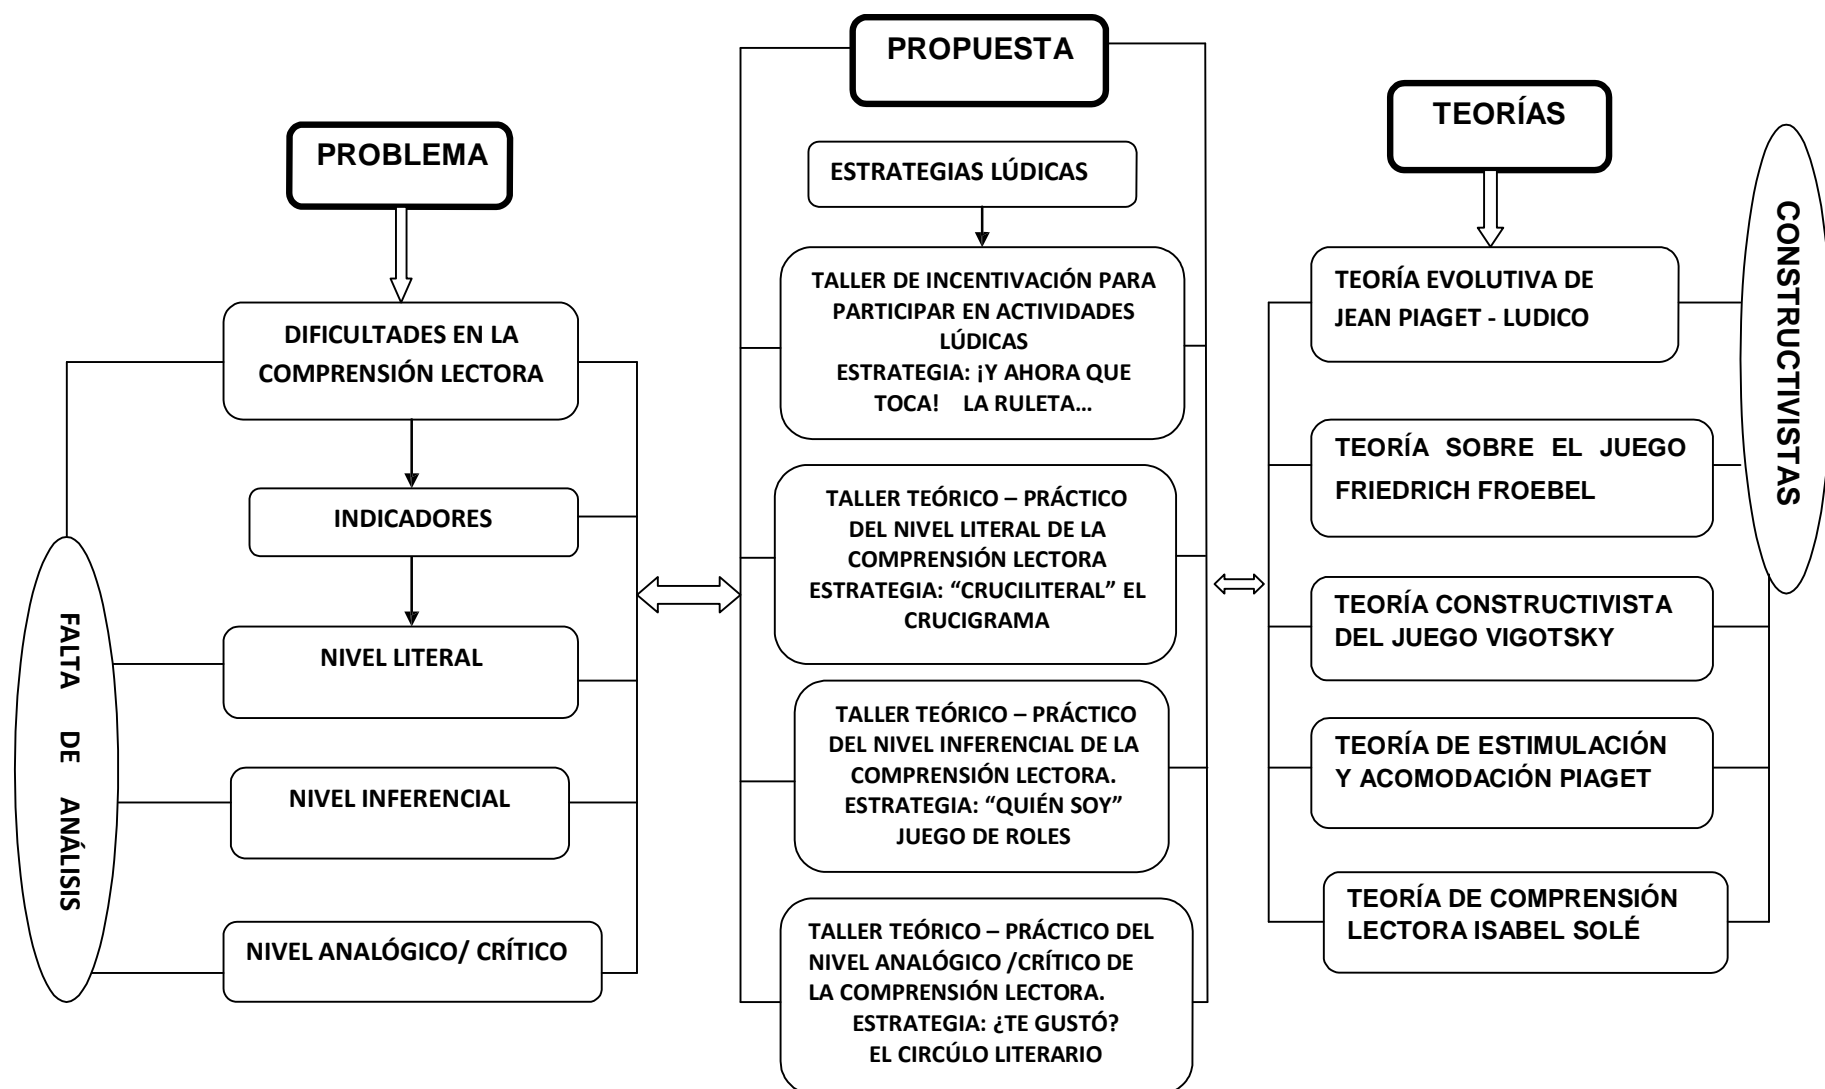 PROBLEMA
DIFICULTADES EN LA
COMPRENSIÓN LECTORA
INDICADORES
NIVEL LITERAL
NIVEL INFERENCIAL
NIVEL ANALÓGICO/ CRÍTICO
FALTA DE ANÁLISIS
PROPUESTA
ESTRATEGIAS LÚDICAS
TALLER DE INCENTIVACIÓN PARA
PARTICIPAR EN ACTIVIDADES
LÚDICAS
ESTRATEGIA: ¡Y AHORA QUE
TOCA! LA RULETA…
TALLER TEÓRICO – PRÁCTICO
DEL NIVEL LITERAL DE LA
COMPRENSIÓN LECTORA
ESTRATEGIA: “CRUCILITERAL” EL
CRUCIGRAMA
TALLER TEÓRICO – PRÁCTICO
DEL NIVEL INFERENCIAL DE LA
COMPRENSIÓN LECTORA.
ESTRATEGIA: “QUIÉN SOY”
JUEGO DE ROLES
TALLER TEÓRICO – PRÁCTICO DEL
NIVEL ANALÓGICO /CRÍTICO DE
LA COMPRENSIÓN LECTORA.
ESTRATEGIA: ¿TE GUSTÓ?
EL CIRCÚLO LITERARIO
TEORÍAS
TEORÍA EVOLUTIVA DE
JEAN PIAGET - LUDICO
TEORÍA SOBRE EL JUEGO
FRIEDRICH FROEBEL
TEORÍA CONSTRUCTIVISTA
DEL JUEGO VIGOTSKY
TEORÍA DE ESTIMULACIÓN
Y ACOMODACIÓN PIAGET
TEORÍA DE COMPRENSIÓN
LECTORA ISABEL SOLÉ
CONSTRUCTIVISTAS